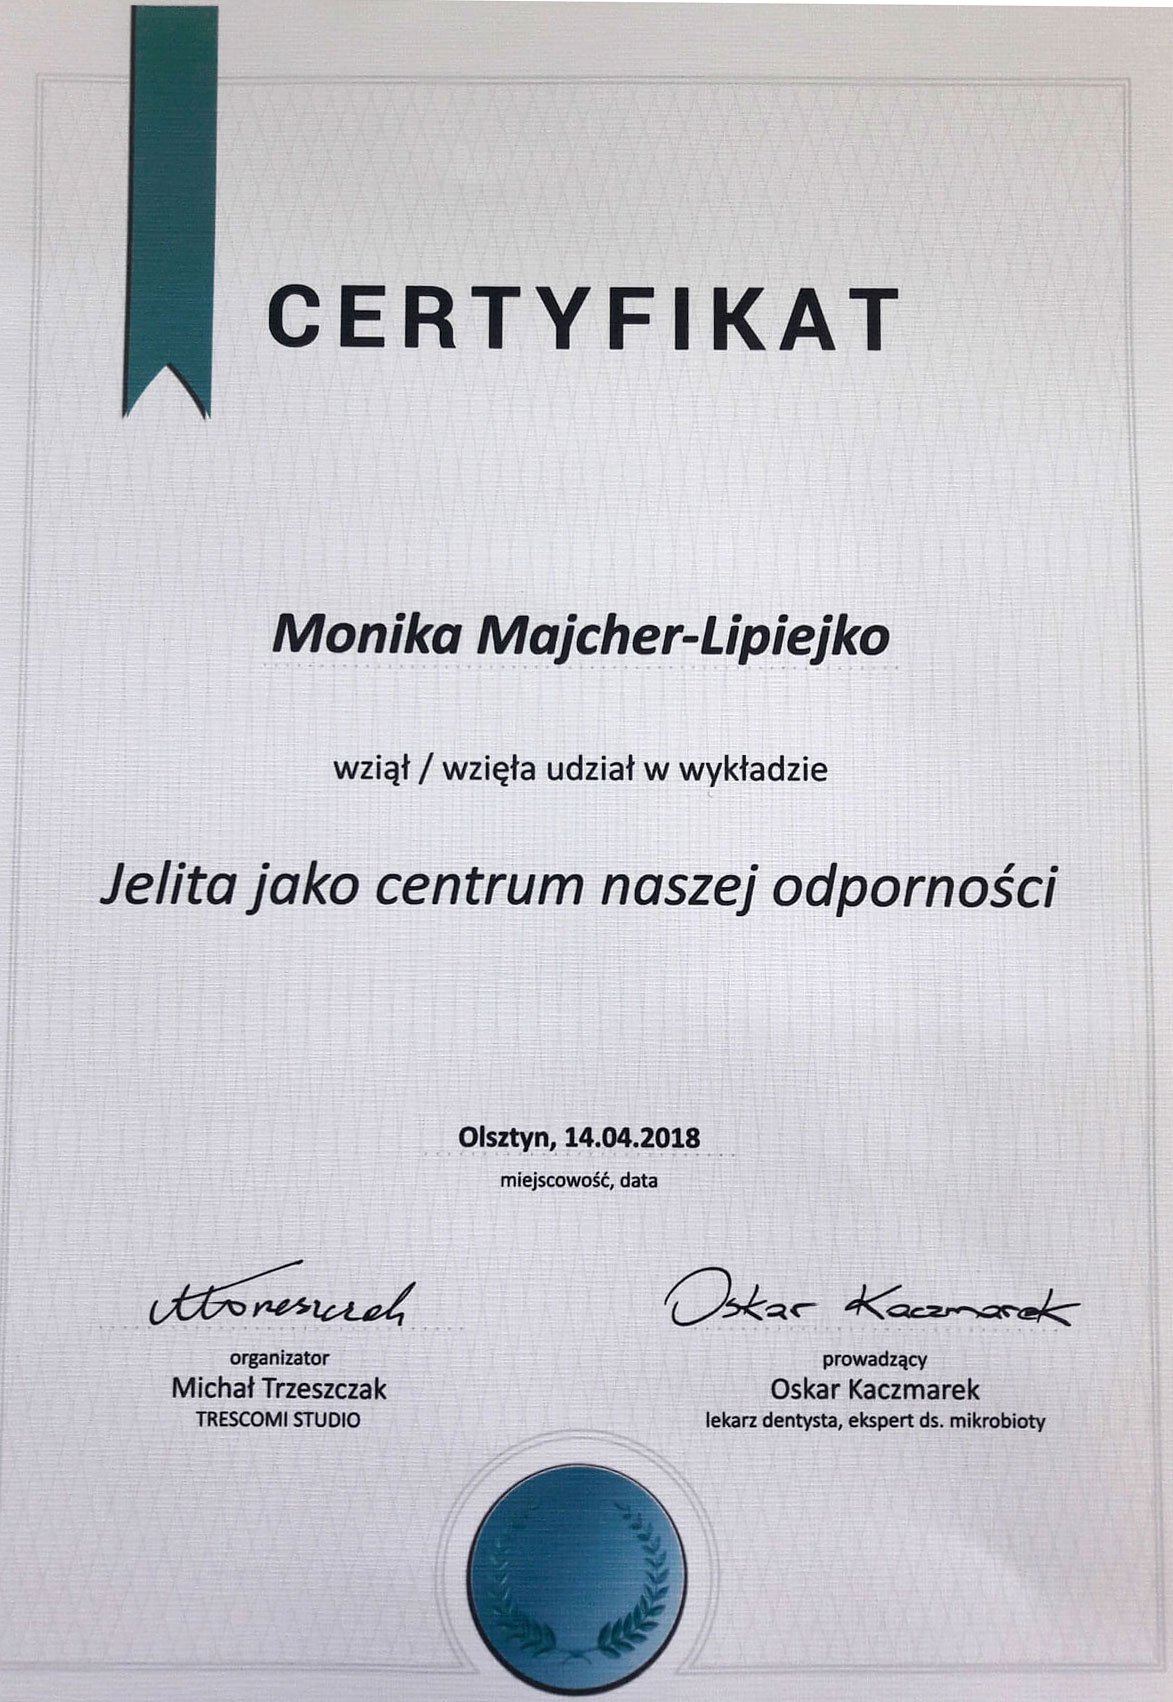 CERTYFIKAT
Monika Majcher-Lipiejko
wziął / wzięła udział w wykładzie
Jelita jako centrum naszej odporności
Olsztyn, 14.04.2018
miejscowość, data
Oskar Kaczmarek
organizator
Michał Trzeszczak
TRESCOMI STUDIO
prowadzący
Oskar Kaczmarek
lekarz dentysta, ekspert ds. mikrobioty